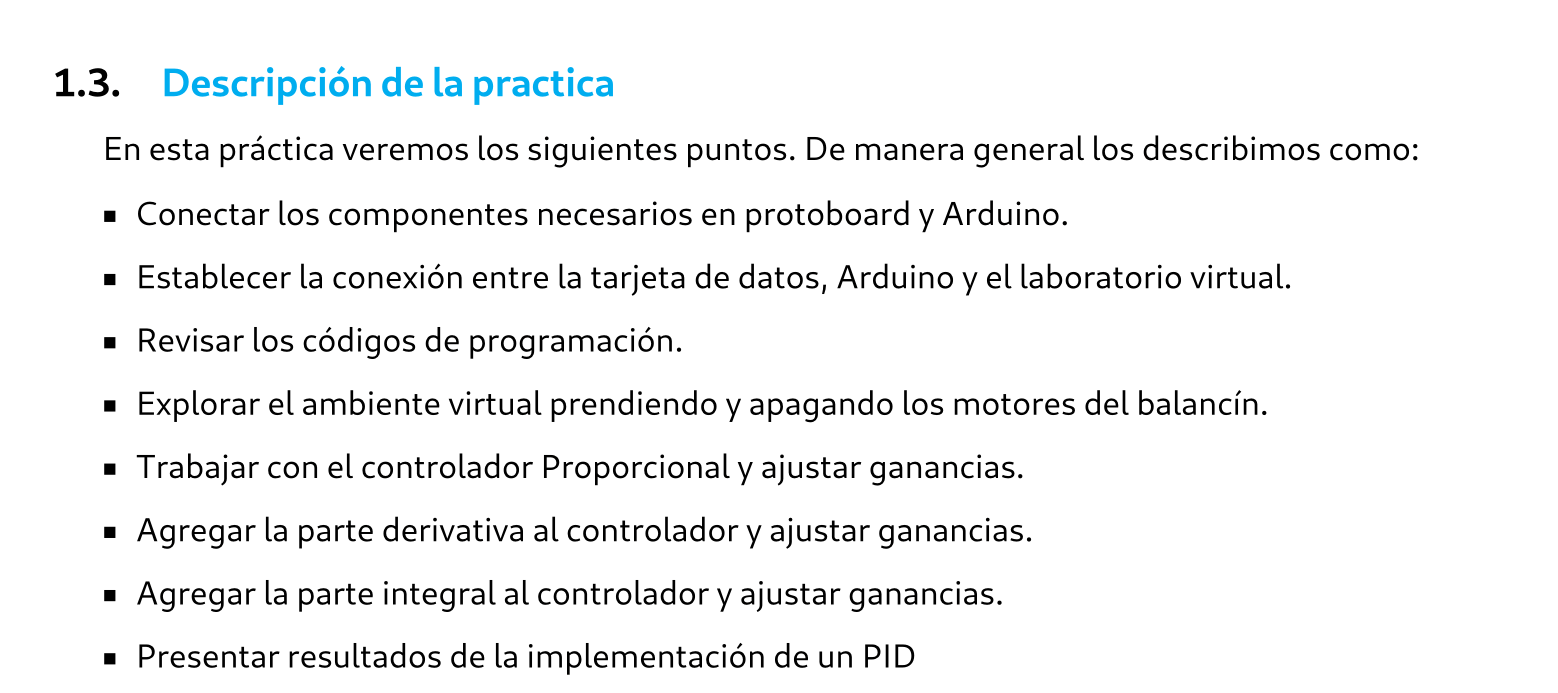 1.3. Descripción de la practica
En esta práctica veremos los siguientes puntos. De manera general los describimos como:
▪ Conectar los componentes necesarios en protoboard y Arduino.
▪ Establecer la conexión entre la tarjeta de datos, Arduino y el laboratorio virtual.
▪ Revisar los códigos de programación.
▪ Explorar el ambiente virtual prendiendo y apagando los motores del balancín.
▪ Trabajar con el controlador Proporcional y ajustar ganancias.
▪ Agregar la parte derivativa al controlador y ajustar ganancias.
▪ Agregar la parte integral al controlador y ajustar ganancias.
▪ Presentar resultados de la implementación de un PID